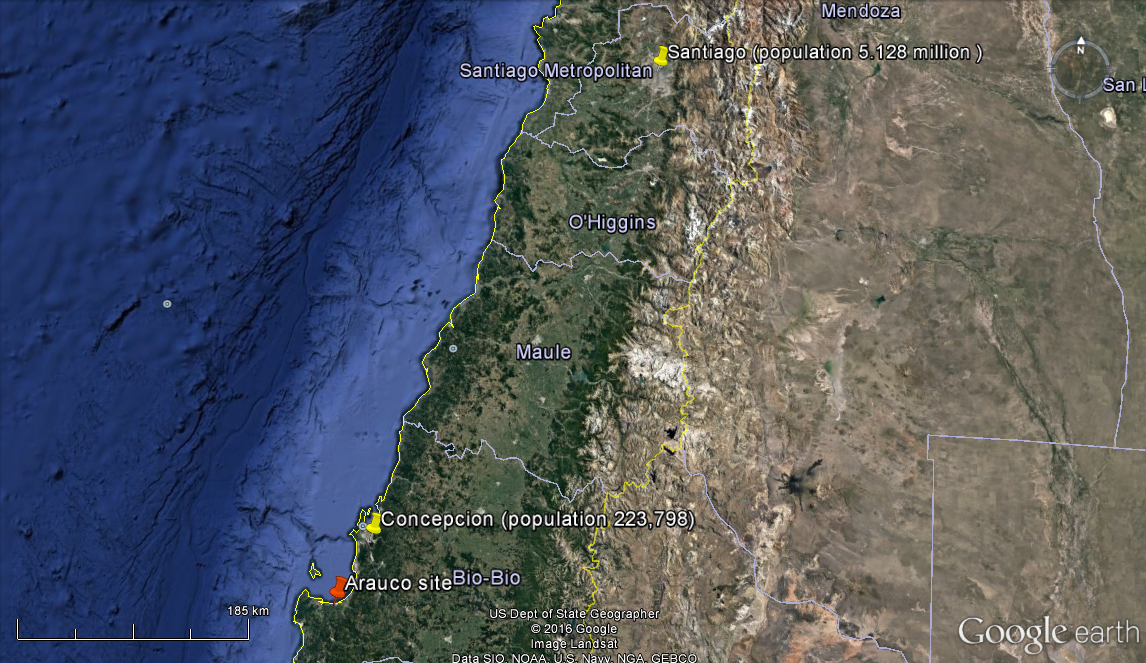 Mendoza
Santiago (population 5.128 million )
N
Santiago Metropolitan
San L
O'Higgins
Maule
Concepcion (population 223,798)
Arauco site
Bio-Bio
185 km
US Dept of State Geographer
© 2016 Google
Image Landsat
Data SIO, NOAA, U.S. Navy, NGA, GEBCO
Google earth